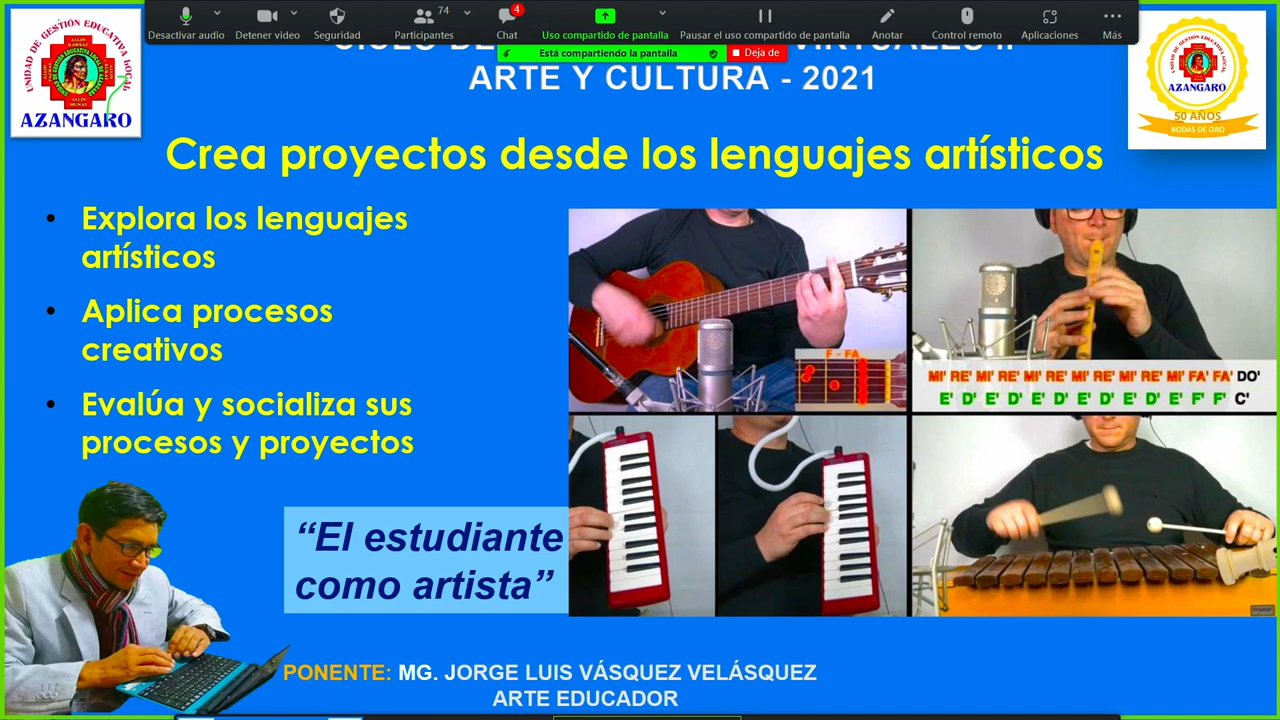 Desactivar audio
Detener video
Seguridad
74
Participantes
4
Chat
Uso compartido de pantalla
Pausar el uso compartido de pantalla
Anotar
Control remoto
Aplicaciones
Más
Está compartiendo la pantalla
Deja de
ARTE Y CULTURA - 2021
UNIDAD DE GESTIÓN EDUCATIVA LOCAL
AZANGARO
AZANGARO
50 AÑOS
BODAS DE ORO
Crea proyectos desde los lenguajes artísticos
• Explora los lenguajes
artísticos
• Aplica procesos
creativos
• Evalúa y socializa sus
procesos y proyectos
F - FA
MI' RE' MI' RE' MI' RE' MI' RE' MI' RE' MI' FA' FA' DO'
E' D' E' D' E' D' E' D' E' D' E' F' F' C'
“El estudiante
como artista”
PONENTE: MG. JORGE LUIS VÁSQUEZ VELÁSQUEZ
ARTE EDUCADOR